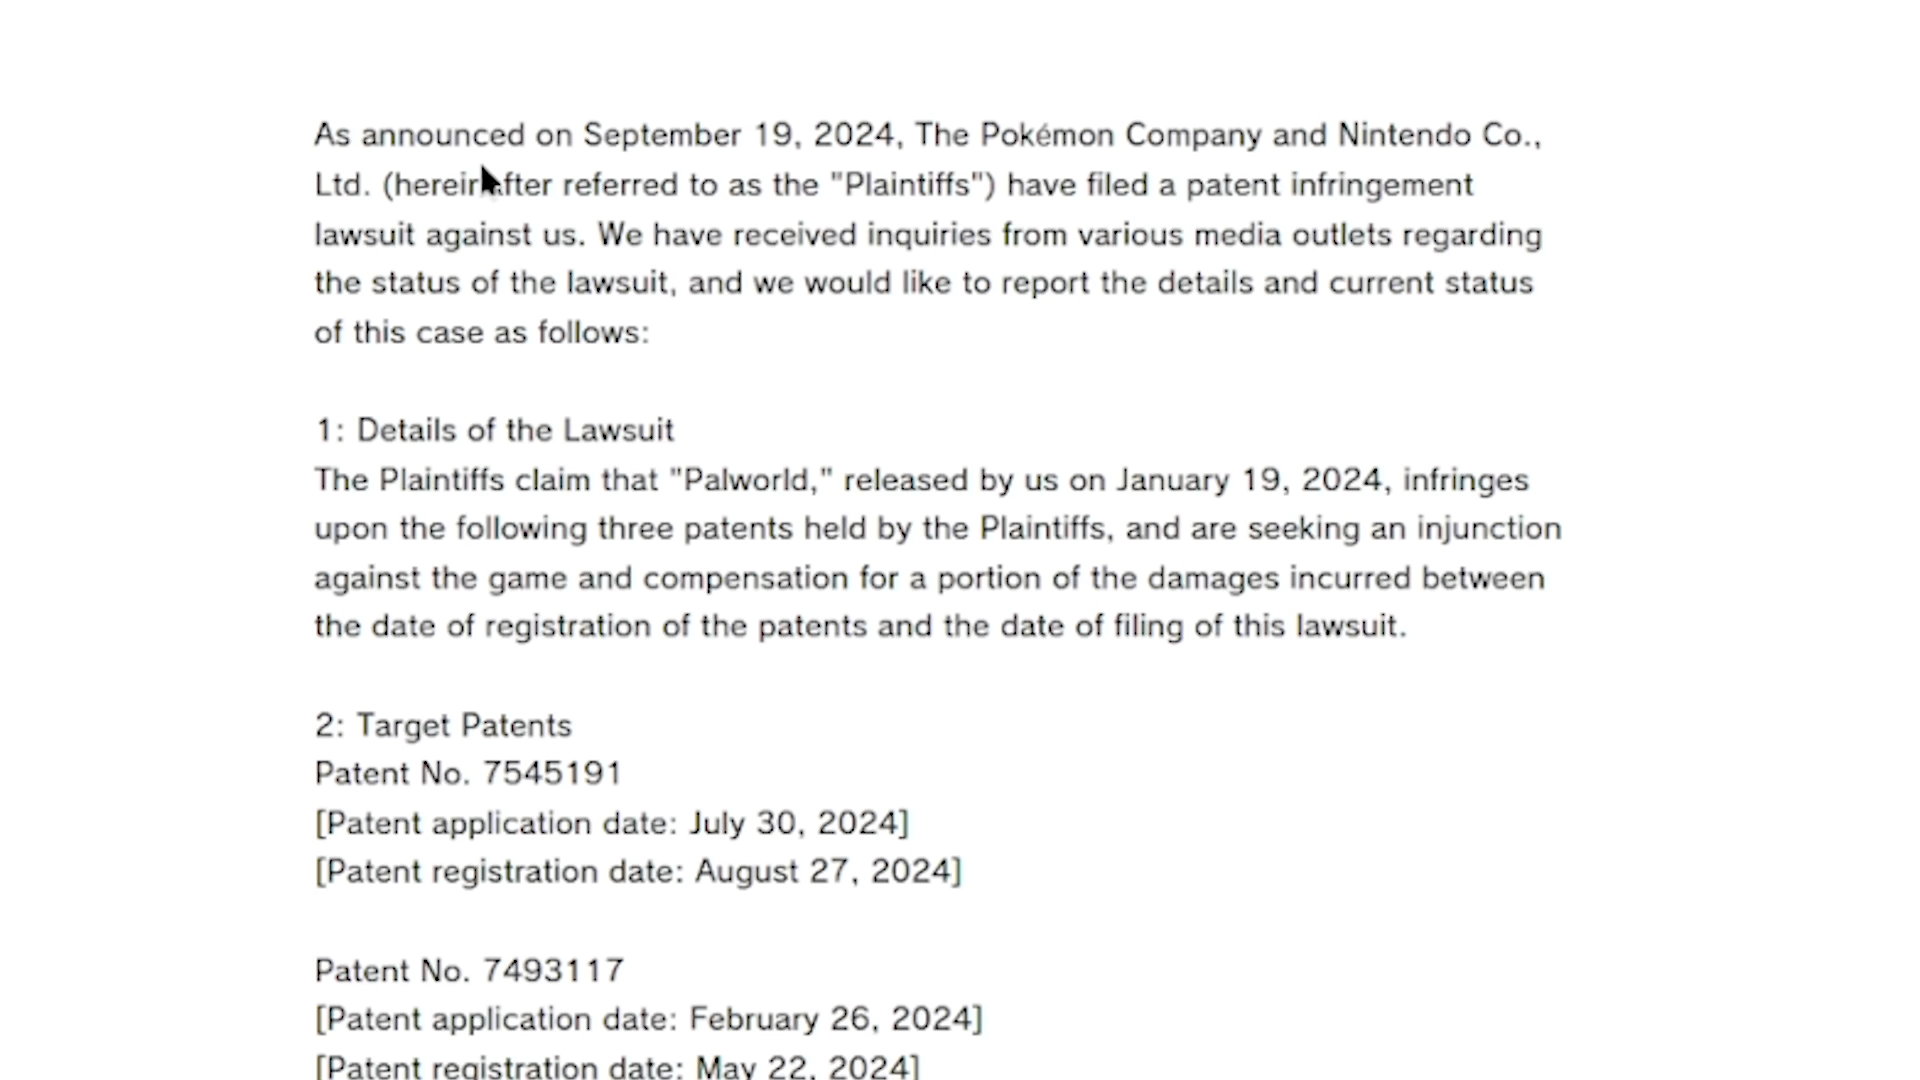 As announced on September 19, 2024, The Pokémon Company and Nintendo Co.,
Ltd. (hereinafter referred to as the "Plaintiffs") have filed a patent infringement
lawsuit against us. We have received inquiries from various media outlets regarding
the status of the lawsuit, and we would like to report the details and current status
of this case as follows:
1: Details of the Lawsuit
The Plaintiffs claim that "Palworld," released by us on January 19, 2024, infringes
upon the following three patents held by the Plaintiffs, and are seeking an injunction
against the game and compensation for a portion of the damages incurred between
the date of registration of the patents and the date of filing of this lawsuit.
2: Target Patents
Patent No. 7545191
[Patent application date: July 30, 2024]
[Patent registration date: August 27, 2024]
Patent No. 7493117
[Patent application date: February 26, 2024]
[Patent registration date: May 22, 2024]